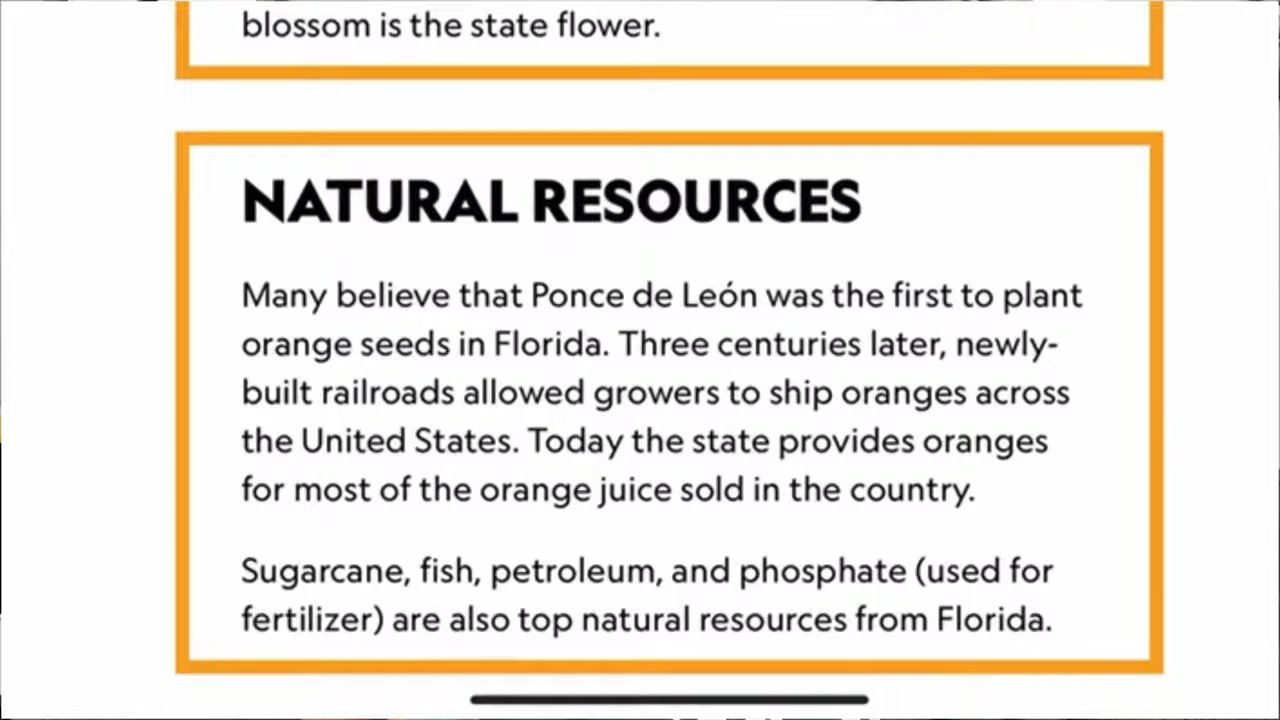 blossom is the state flower.
NATURAL RESOURCES
Many believe that Ponce de León was the first to plant
orange seeds in Florida. Three centuries later, newly-
built railroads allowed growers to ship oranges across
the United States. Today the state provides oranges
for most of the orange juice sold in the country.
Sugarcane, fish, petroleum, and phosphate (used for
fertilizer) are also top natural resources from Florida.